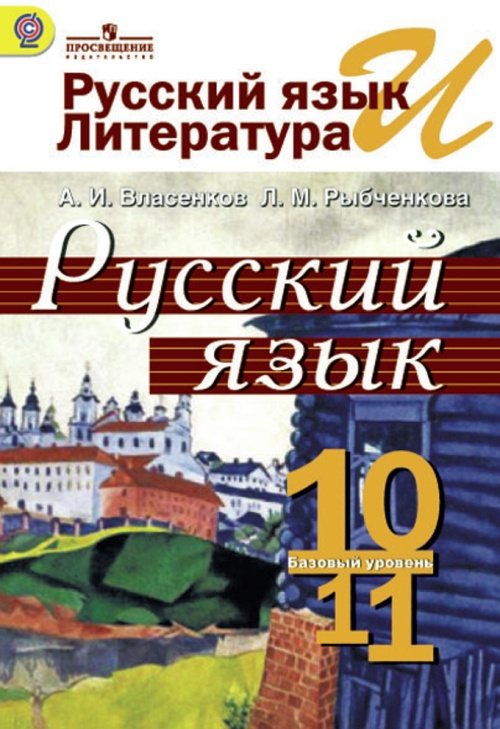 ПРОСВЕЩЕНИЕ
ИЗДАТЕЛЬСТВО
Русский язык И
Литература
А. И. Власенков Л. М. Рыбченкова
Русский
язык
10
Базовый уровень
11